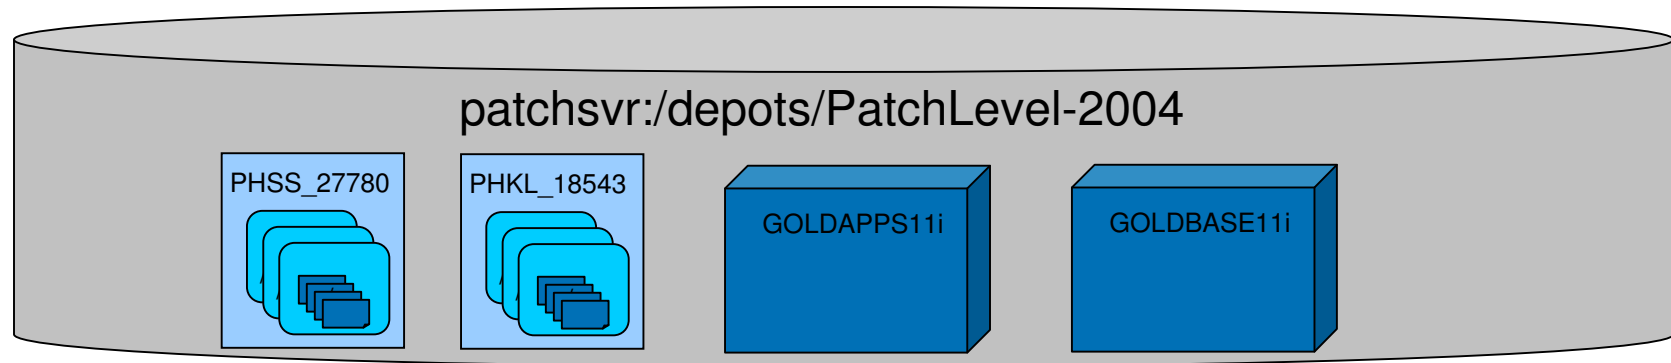 patchsvr:/depots/PatchLevel-2004
PHSS_27780
PHKL_18543
GOLDAPPS11i
GOLDBASE11i